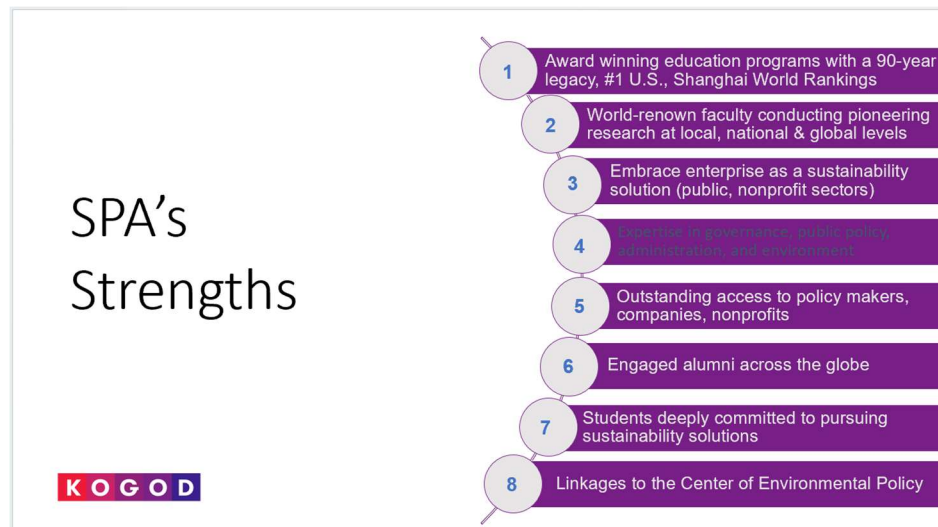 SPA’s
Strengths
1
Award winning education programs with a 90-year
legacy, #1 U.S., Shanghai World Rankings
2
World-renown faculty conducting pioneering
research at local, national & global levels
3
Embrace enterprise as a sustainability
solution (public, nonprofit sectors)
4
Expertise in governance, public policy,
administration, and environment
5
Outstanding access to policy makers,
companies, nonprofits
6
Engaged alumni across the globe
7
Students deeply committed to pursuing
sustainability solutions
8
Linkages to the Center of Environmental Policy
KOGOD